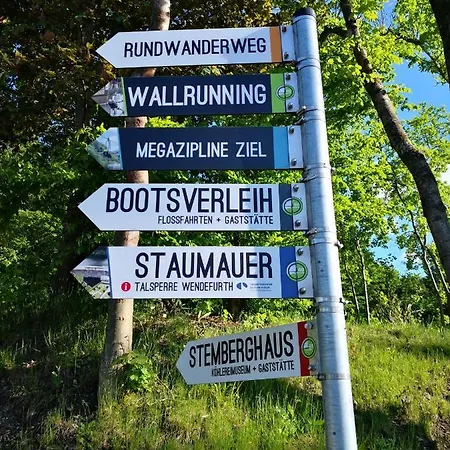 RUNDWANDERWEG
WALLRUNNING
MEGAZIPLINE ZIEL
BOOTSVERLEIH
FLOSSFAHRTEN + GASTSTÄTTE
STAUMAUER
TALSPERRE WENDEFURTH
STEMBERGHAUS
KÖHLEREIMUSEUM + GASTSTÄTTE